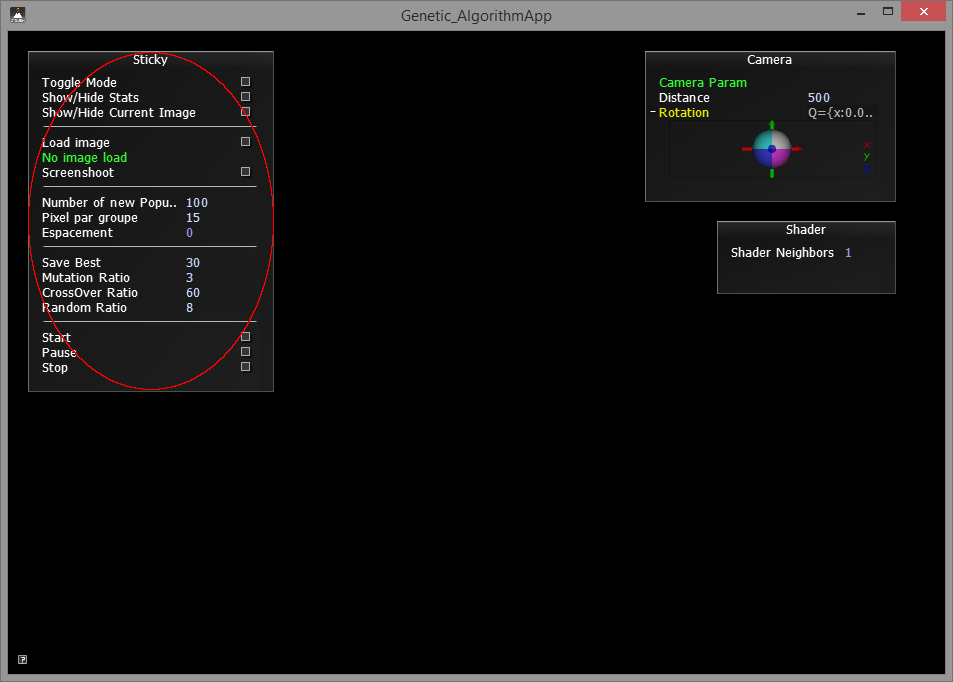 Genetic_AlgorithmApp
Sticky
Toggle Mode
Show/Hide Stats
Show/Hide Current Image
Load image
No image load
Screenshoot
Number of new Popu.. 100
Pixel par groupe 15
Espacement 0
Save Best 30
Mutation Ratio 3
CrossOver Ratio 60
Random Ratio 8
Start
Pause
Stop
Camera
Camera Param
Distance 500
Rotation Q={x:0.0..
X
Y
Shader
Shader Neighbors 1
?